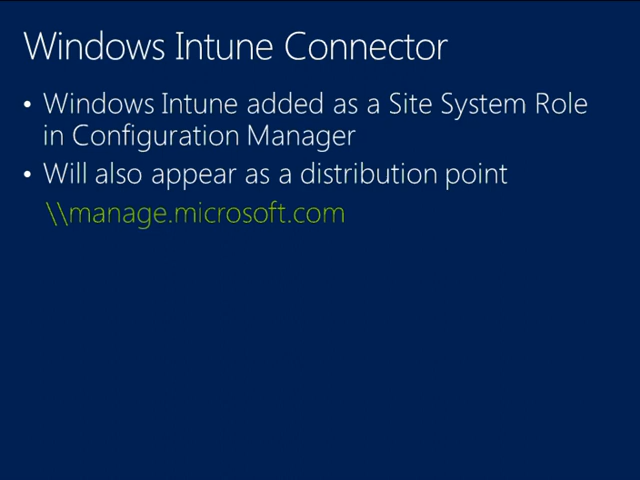 Windows Intune Connector
• Windows Intune added as a Site System Role
in Configuration Manager
• Will also appear as a distribution point
\\manage.microsoft.com